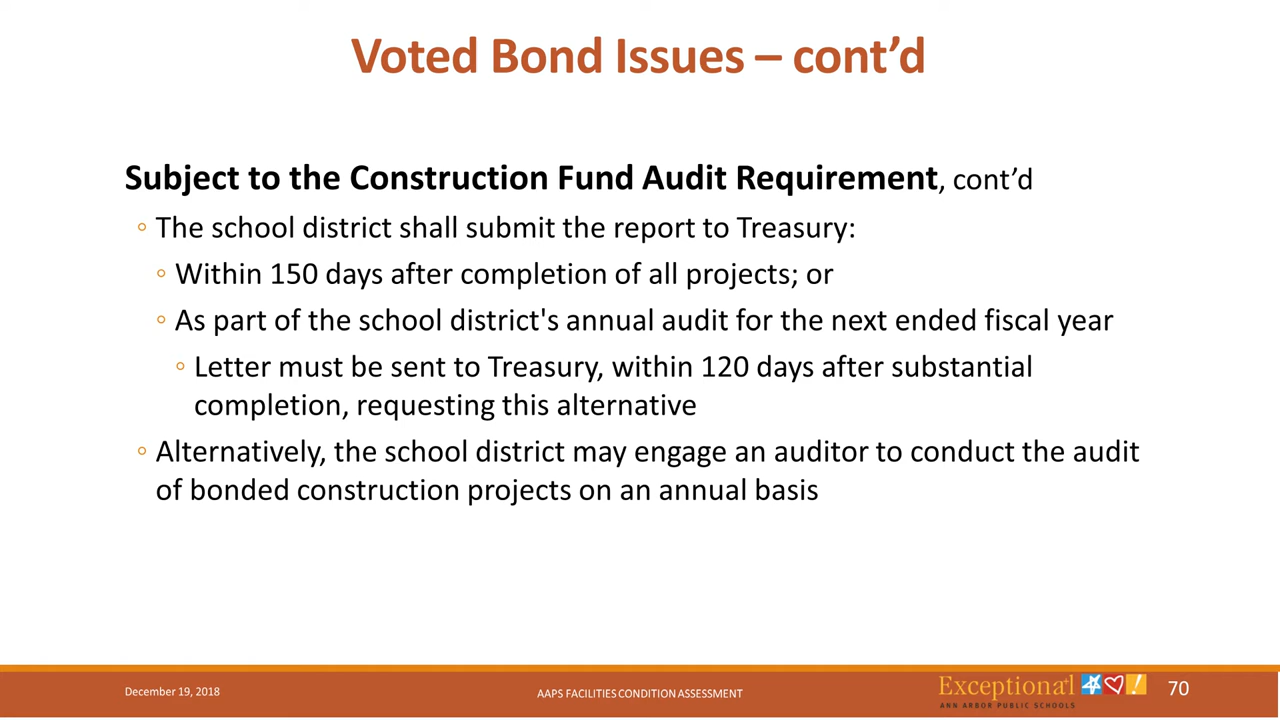 Voted Bond Issues – cont’d
Subject to the Construction Fund Audit Requirement, cont’d
◦ The school district shall submit the report to Treasury:
◦ Within 150 days after completion of all projects; or
◦ As part of the school district's annual audit for the next ended fiscal year
◦ Letter must be sent to Treasury, within 120 days after substantial
completion, requesting this alternative
◦ Alternatively, the school district may engage an auditor to conduct the audit
of bonded construction projects on an annual basis
December 19, 2018
AAPS FACILITIES CONDITION ASSESSMENT
Exceptional
ANN ARBOR PUBLIC SCHOOLS
70